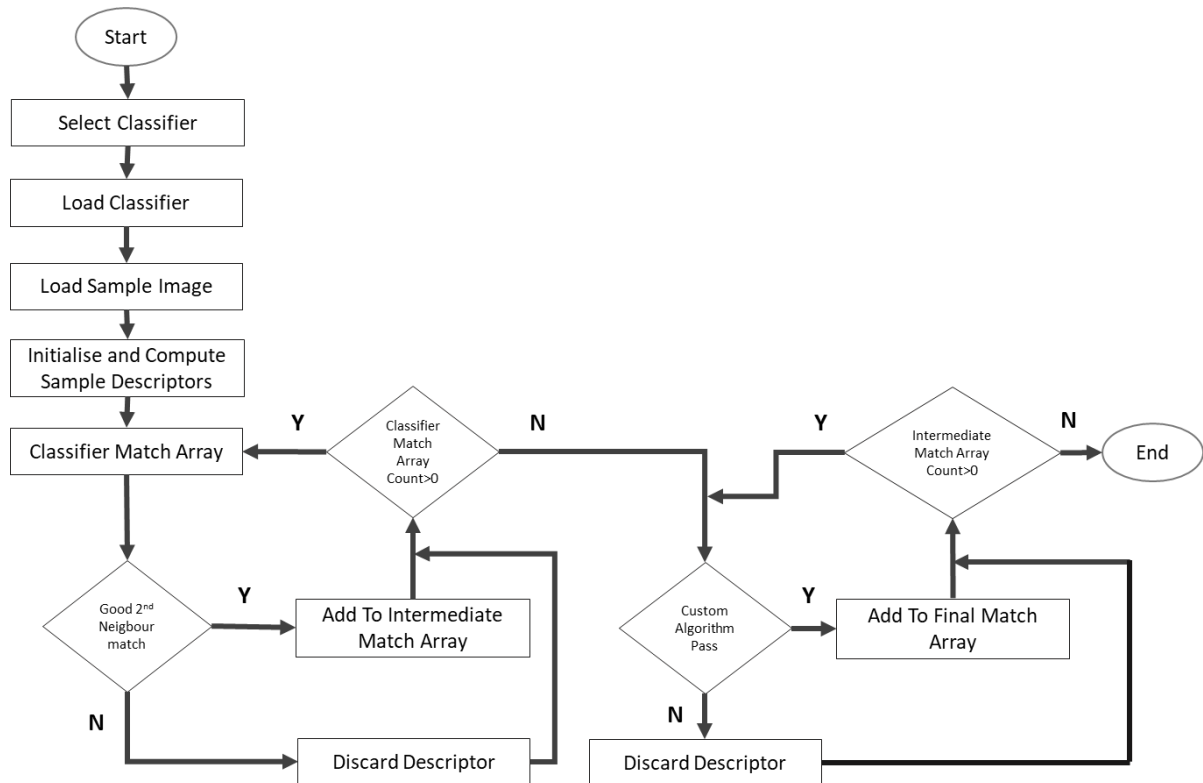 Start
Select Classifier
Load Classifier
Load Sample Image
Initialise and Compute
Sample Descriptors
Classifier Match Array
Y
Classifier
Match
Array
Count>0
N
Y
Intermediate
Match Array
Count>0
N
End
Good 2nd
Neigbour
match
Y
Add To Intermediate
Match Array
Custom
Algorithm
Pass
Y
Add To Final Match
Array
N
Discard Descriptor
N
Discard Descriptor